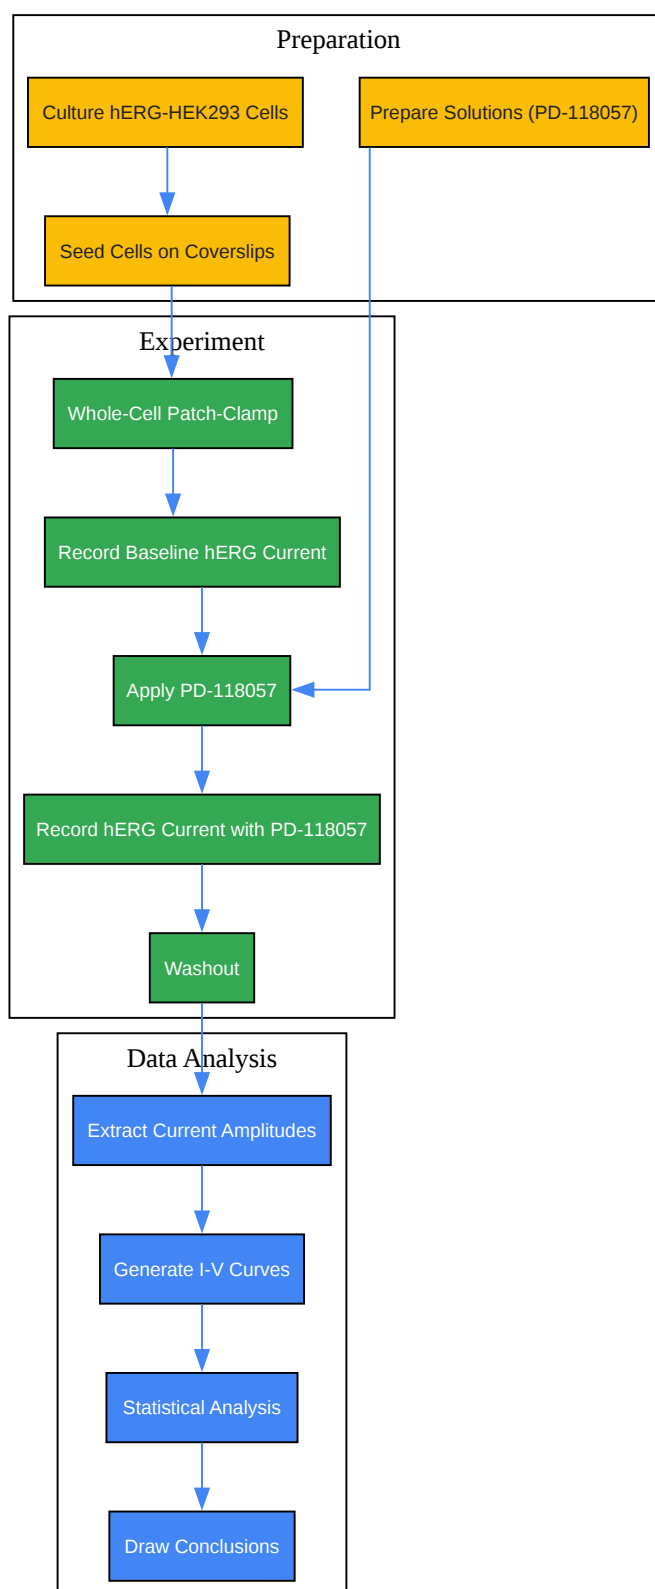 Preparation
Culture hERG-HEK293 Cells
Prepare Solutions (PD-118057)
Seed Cells on Coverslips
Experiment
Whole-Cell Patch-Clamp
Record Baseline hERG Current
Apply PD-118057
Record hERG Current with PD-118057
Washout
Data Analysis
Extract Current Amplitudes
Generate I-V Curves
Statistical Analysis
Draw Conclusions